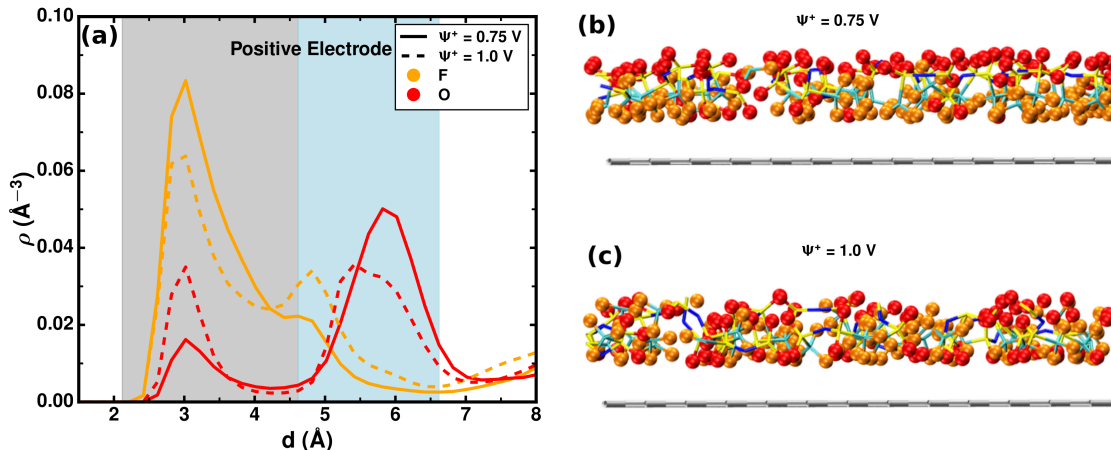 (a)
Positive Electrode
Ψ⁺ = 0.75 V
Ψ⁺ = 1.0 V
F
O
0.10
0.08
0.06
0.04
0.02
0.00
ρ (Å⁻³)
2 3 4 5 6 7 8
d (Å)
(b)
Ψ⁺ = 0.75 V
(c)
Ψ⁺ = 1.0 V